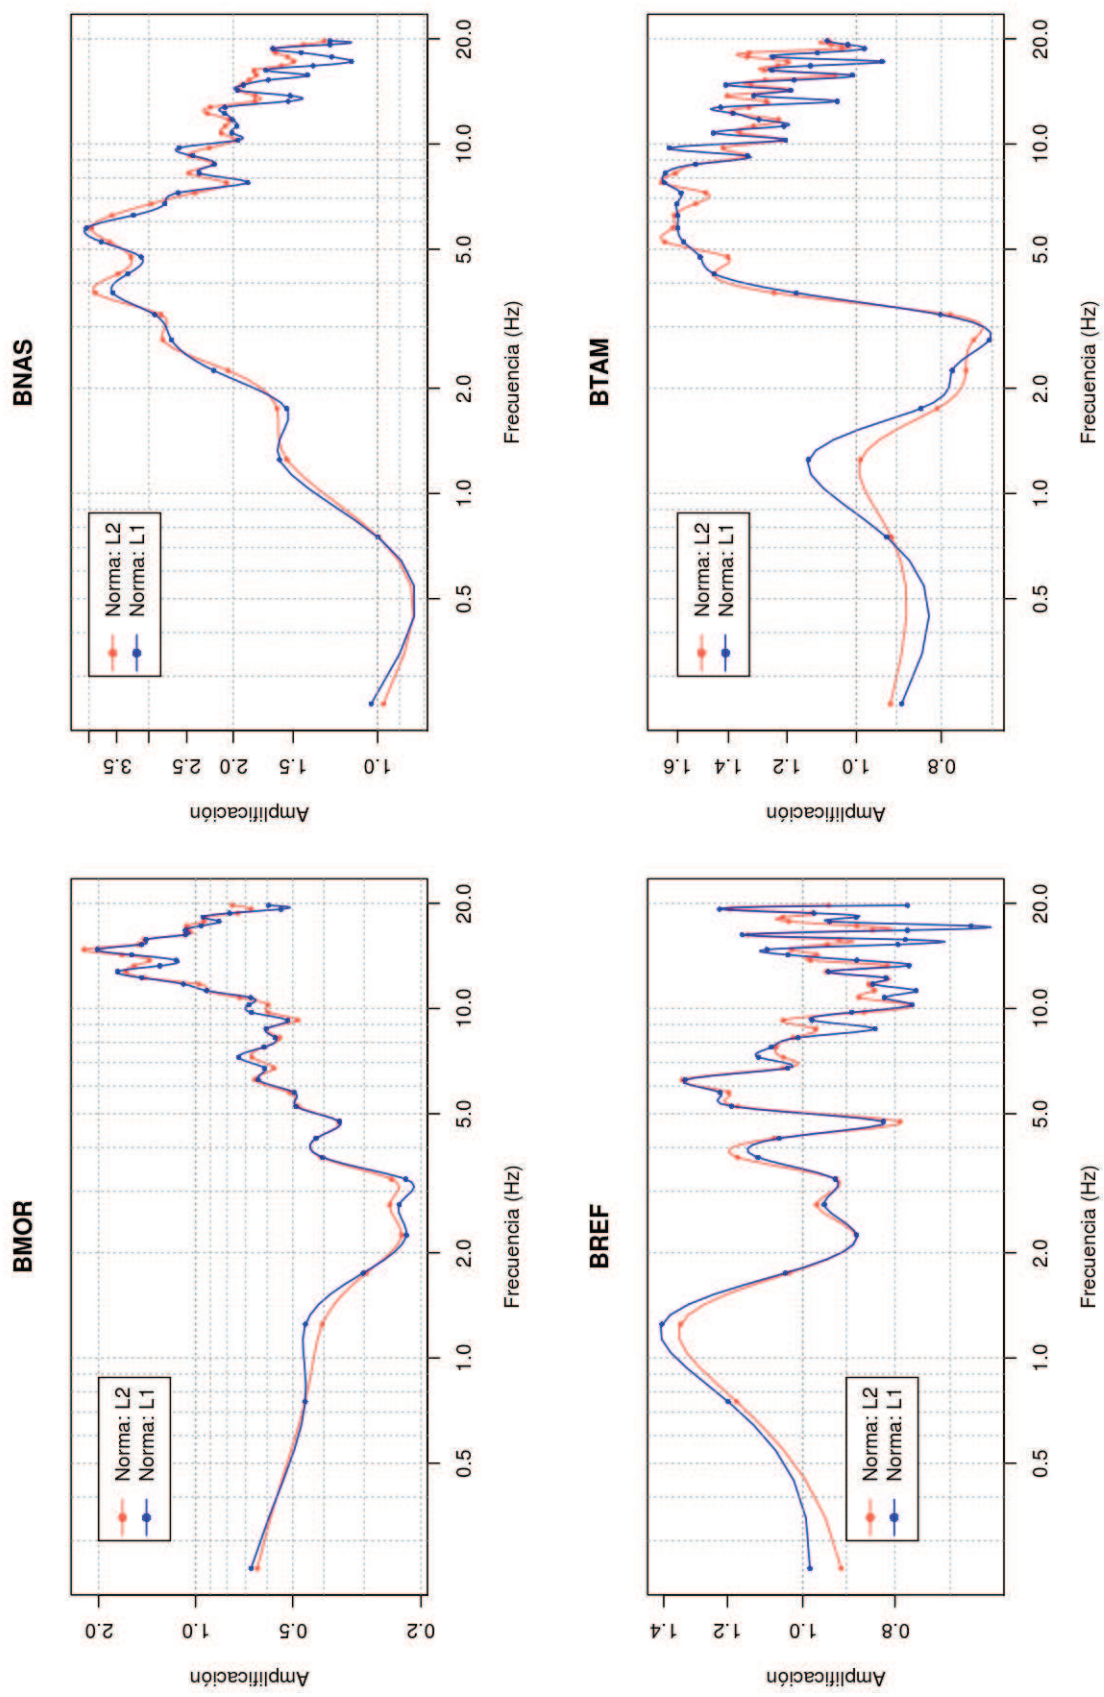 BMOR
Amplificación
2.0
1.0
0.5
0.2
Norma: L2
Norma: L1
0.5 1.0 2.0 5.0 10.0 20.0
Frecuencia (Hz)
BNAS
Amplificación
3.5
2.5
2.0
1.5
1.0
Norma: L2
Norma: L1
0.5 1.0 2.0 5.0 10.0 20.0
Frecuencia (Hz)
BREF
Amplificación
1.4
1.2
1.0
0.8
Norma: L2
Norma: L1
0.5 1.0 2.0 5.0 10.0 20.0
Frecuencia (Hz)
BTAM
Amplificación
1.6
1.4
1.2
1.0
0.8
Norma: L2
Norma: L1
0.5 1.0 2.0 5.0 10.0 20.0
Frecuencia (Hz)